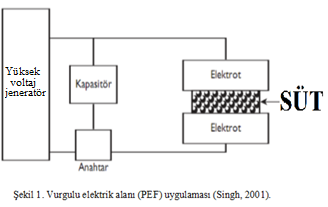 Yüksek
voltaj
jeneratör
Kapasitör
Anahtar
Elektrot
SÜT
Elektrot
Şekil 1. Vurgulu elektrik alanı (PEF) uygulaması (Singh, 2001).